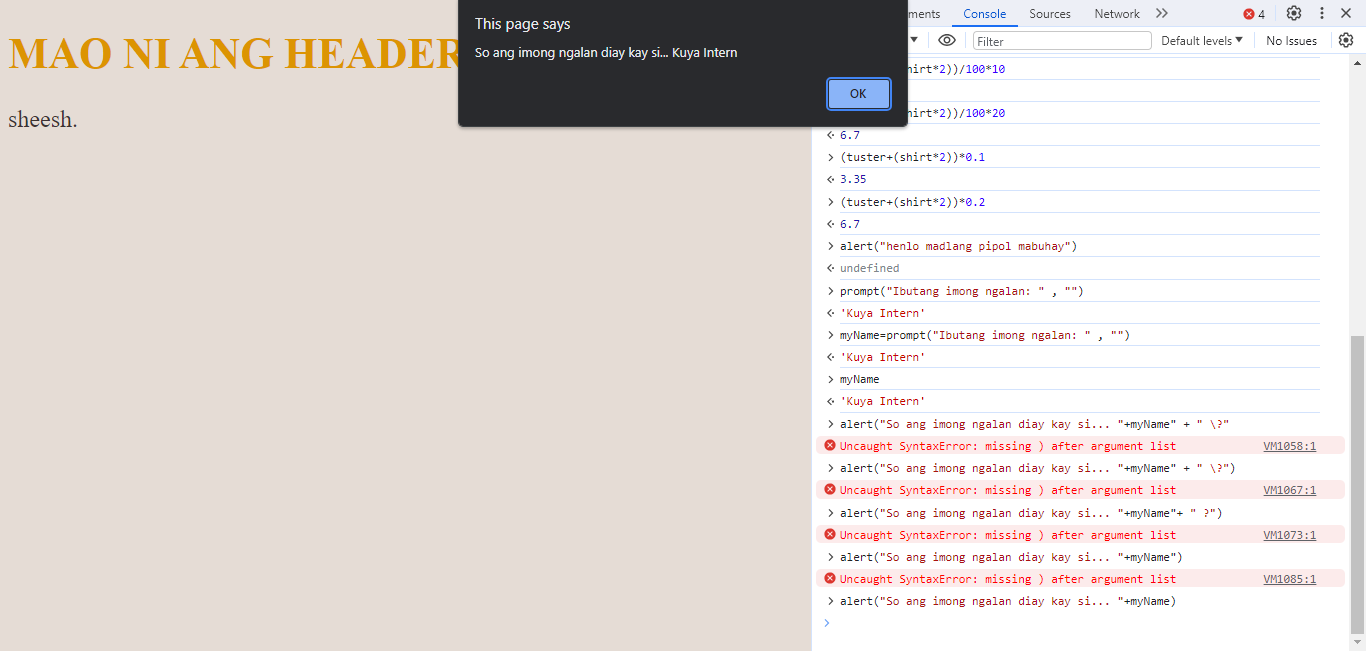 This page says
So ang imong ngalan diay kay si... Kuya Intern
OK
MAO NI ANG HEADER
sheesh.
Console Sources Network 4
Filter Default levels No Issues
))/100*10
))/100*20
6.7
(tuster+(shirt*2))*0.1
3.35
(tuster+(shirt*2))*0.2
6.7
alert("henlo madlang pipol mabuhay")
undefined
prompt("Ibutang imong ngalan: " , "")
'Kuya Intern'
myName=prompt("Ibutang imong ngalan: " , "")
'Kuya Intern'
myName
'Kuya Intern'
alert("So ang imong ngalan diay kay si... "+myName" + " \?"
Uncaught SyntaxError: missing ) after argument list VM1058:1
alert("So ang imong ngalan diay kay si... "+myName" + " \?")
Uncaught SyntaxError: missing ) after argument list VM1067:1
alert("So ang imong ngalan diay kay si... "+myName"+ " ?")
Uncaught SyntaxError: missing ) after argument list VM1073:1
alert("So ang imong ngalan diay kay si... "+myName")
Uncaught SyntaxError: missing ) after argument list VM1085:1
alert("So ang imong ngalan diay kay si... "+myName)